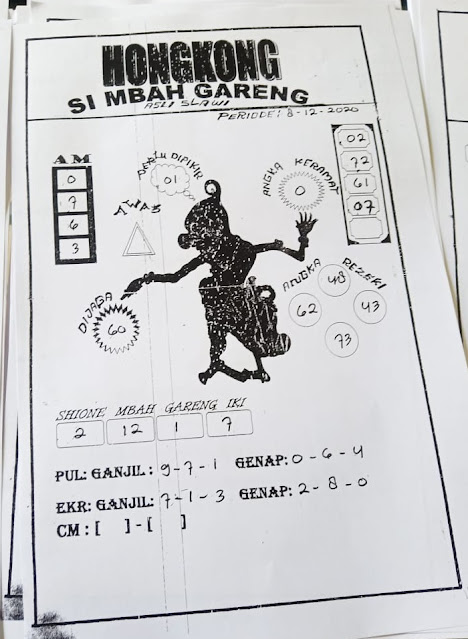 HONGKONG
SI MBAH GARENG
ASLI SLAWI
PERIODE: 8-12-2020
AM
0
7
6
3
PERLU DIFIKIR
01
AWAS
ANGKA KERAMAT
0
02
72
61
07
DIJAGA
60
ANGKA REZEKI
48
62
43
73
SHIONE MBAH GARENG IKI
2 12 1 7
PUL: GANJIL: 9-7-1 GENAP: 0-6-4
EKR: GANJIL: 7-1-3 GENAP: 2-8-0
CM : [ ] - [ ]